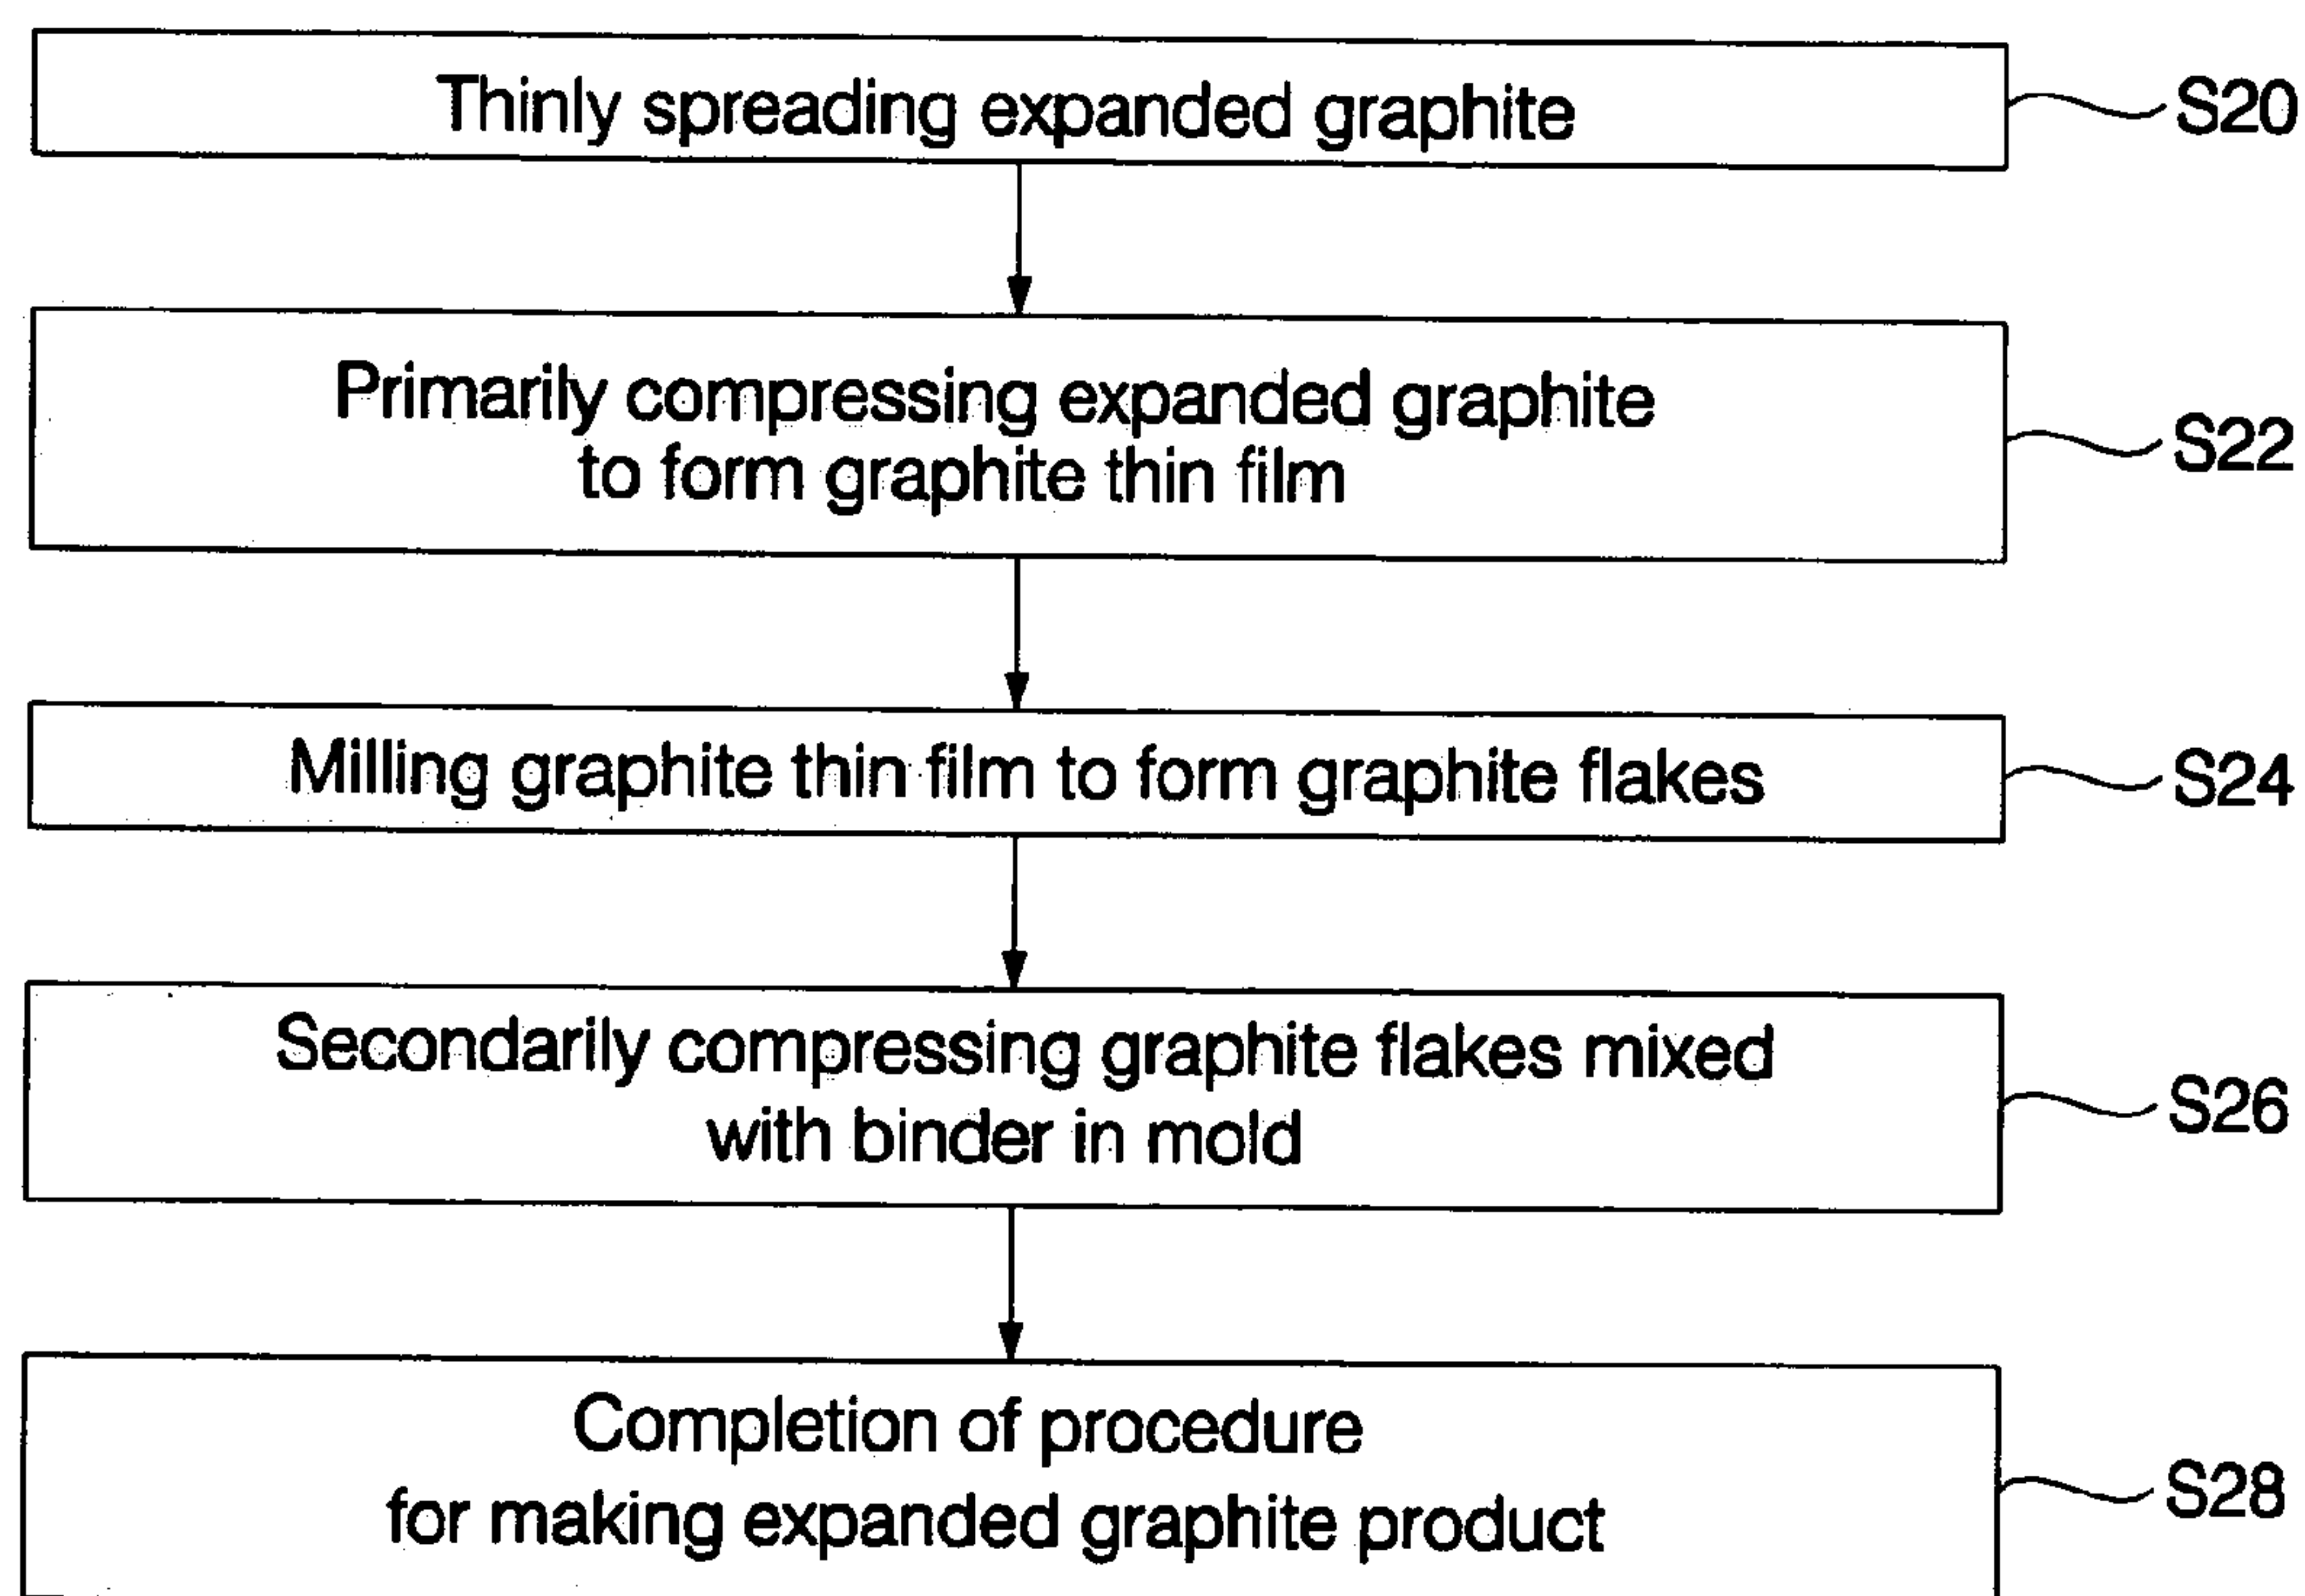 Thinly spreading expanded graphite
S20
Primarily compressing expanded graphite
to form graphite thin film
S22
Milling graphite thin film to form graphite flakes
S24
Secondarily compressing graphite flakes mixed
with binder in mold
S26
Completion of procedure
for making expanded graphite product
S28